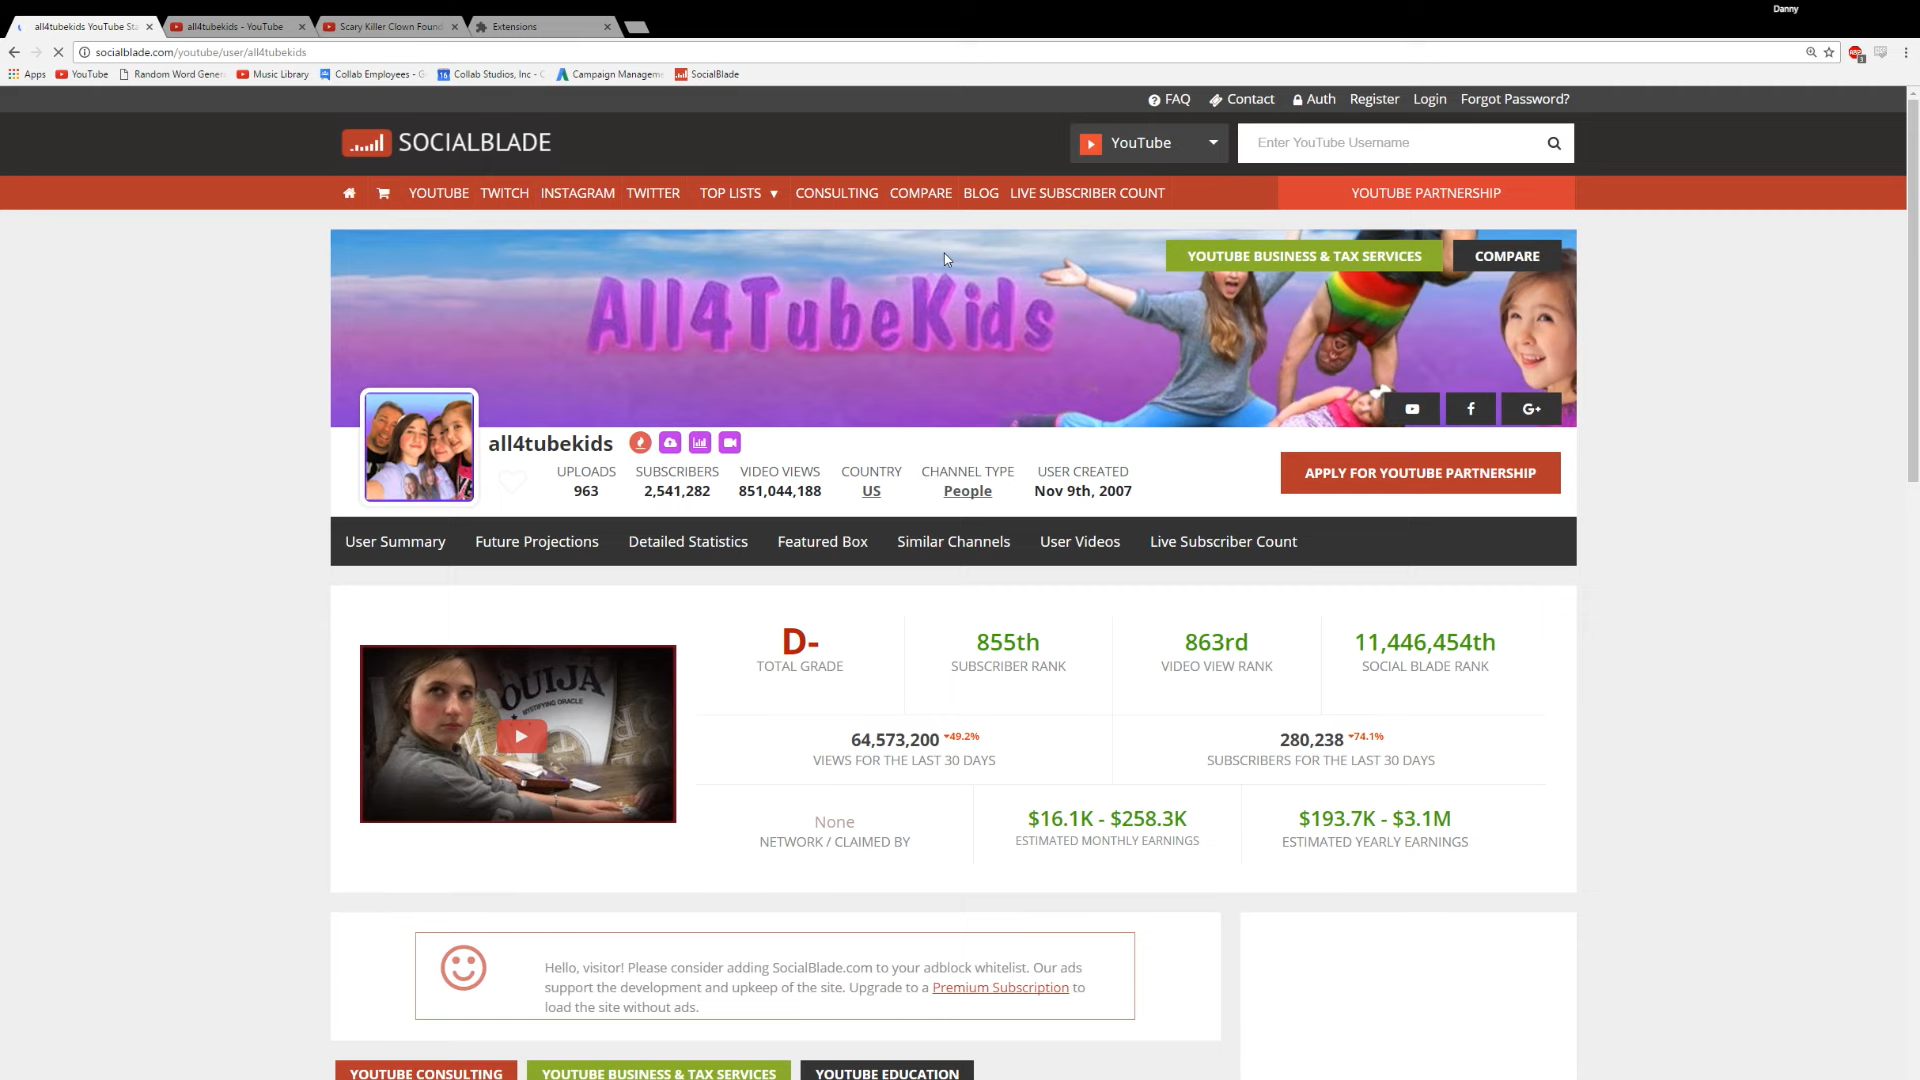 Danny
all4tubekids YouTube Sta
all4tubekids - YouTube
Scary Killer Clown Found
Extensions
socialblade.com/youtube/user/all4tubekids
Apps
YouTube
Random Word Gener
Music Library
Collab Employees - G
Collab Studios, Inc - C
Campaign Manageme
SocialBlade
FAQ
Contact
Auth
Register
Login
Forgot Password?
SOCIALBLADE
YouTube
Enter YouTube Username
YOUTUBE
TWITCH
INSTAGRAM
TWITTER
TOP LISTS
CONSULTING
COMPARE
BLOG
LIVE SUBSCRIBER COUNT
YOUTUBE PARTNERSHIP
YOUTUBE BUSINESS & TAX SERVICES
COMPARE
All4TubeKids
all4tubekids
UPLOADS
963
SUBSCRIBERS
2,541,282
VIDEO VIEWS
851,044,188
COUNTRY
US
CHANNEL TYPE
People
USER CREATED
Nov 9th, 2007
APPLY FOR YOUTUBE PARTNERSHIP
User Summary
Future Projections
Detailed Statistics
Featured Box
Similar Channels
User Videos
Live Subscriber Count
OUIJA
MYSTIFYING ORACLE
D-
TOTAL GRADE
855th
SUBSCRIBER RANK
863rd
VIDEO VIEW RANK
11,446,454th
SOCIAL BLADE RANK
64,573,200 49.2%
VIEWS FOR THE LAST 30 DAYS
280,238 74.1%
SUBSCRIBERS FOR THE LAST 30 DAYS
None
NETWORK / CLAIMED BY
$16.1K - $258.3K
ESTIMATED MONTHLY EARNINGS
$193.7K - $3.1M
ESTIMATED YEARLY EARNINGS
Hello, visitor! Please consider adding SocialBlade.com to your adblock whitelist. Our ads
support the development and upkeep of the site. Upgrade to a Premium Subscription to
load the site without ads.
YOUTUBE CONSULTING
YOUTUBE BUSINESS & TAX SERVICES
YOUTUBE EDUCATION